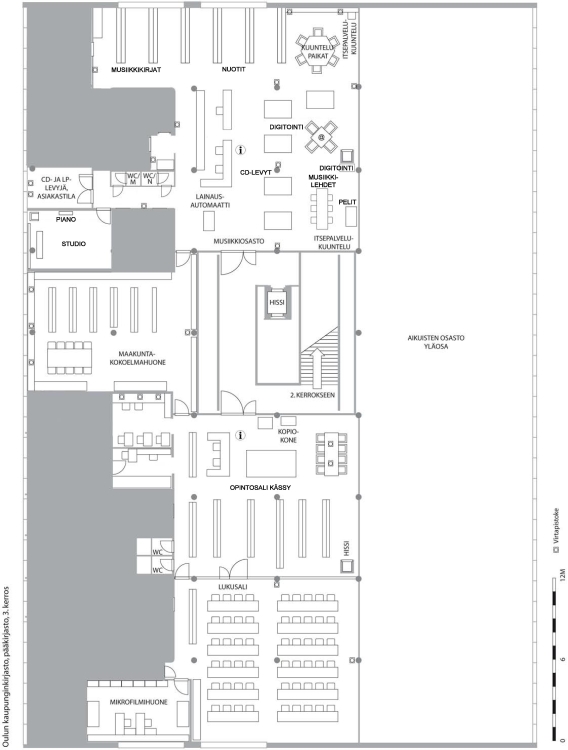 MUSIIKKIKIRJAT
NUOTIT
KUUNTELU
PAIKAT
ITSEPALVELU-
KUUNTELU
DIGITOINTI
@
i
DIGITOINTI
CD- JA LP-
LEVYJÄ,
ASIAKASTILA
WC/
M
WC/
N
CD-LEVYT
MUSIIKKI-
LEHDET
LAINAUS-
AUTOMAATTI
PELIT
PIANO
STUDIO
MUSIIKKIOSASTO
ITSEPALVELU-
KUUNTELU
HISSI
AIKUISTEN OSASTO
YLÄOSA
MAAKUNTA-
KOKOELMAHUONE
2. KERROKSEEN
i
KOPIO-
KONE
OPINTOSALI KÄSSY
HISSI
WC
WC
LUKUSALI
MIKROFILMIHUONE
Oulun kaupunginkirjasto, pääkirjasto, 3. kerros
Virtapistoke
0
6
12M